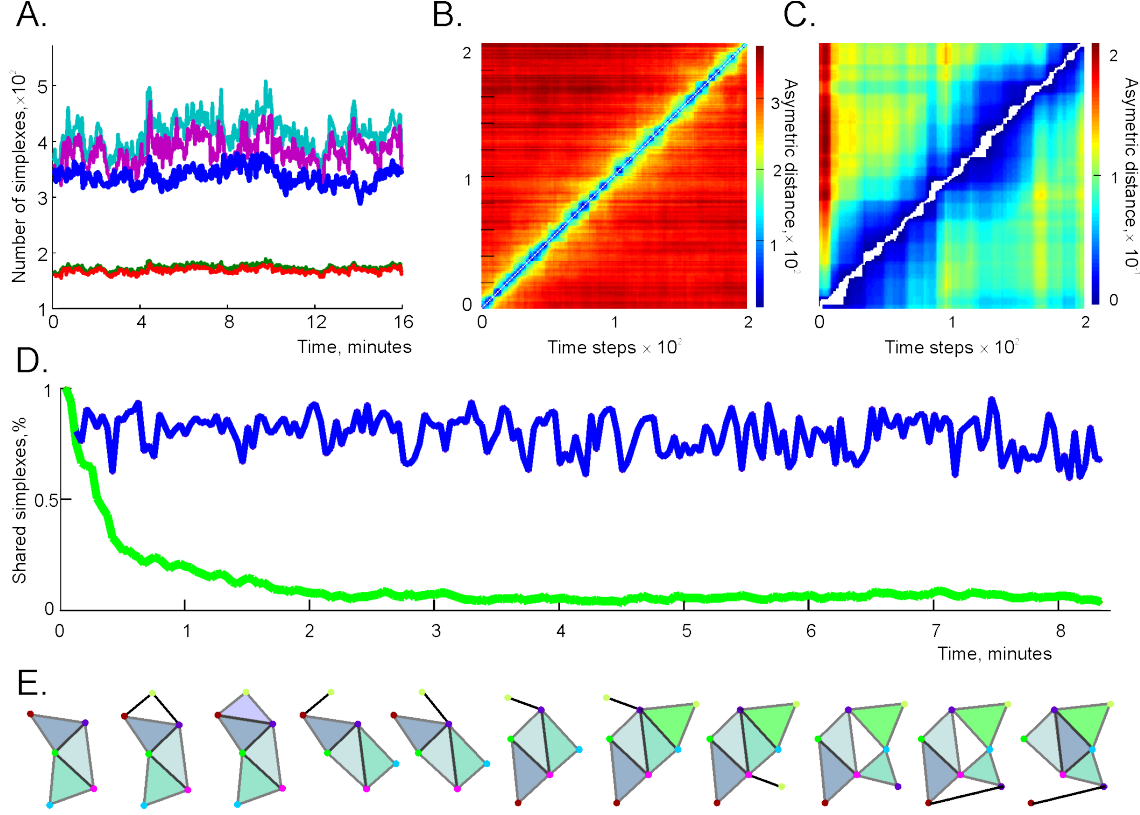 A.
B.
C.
Number of simplexes, ×10²
5
4
3
2
1
0
4
8
12
16
Time, minutes
2
1
0
0
1
2
Time steps × 10²
3
2
1
Asymetric distance, × 10²
0
1
2
Time steps × 10²
2
1
0
Asymetric distance, × 10⁻¹
D.
Shared simplexes, %
1
0.5
0
0
1
2
3
4
5
6
7
8
Time, minutes
E.